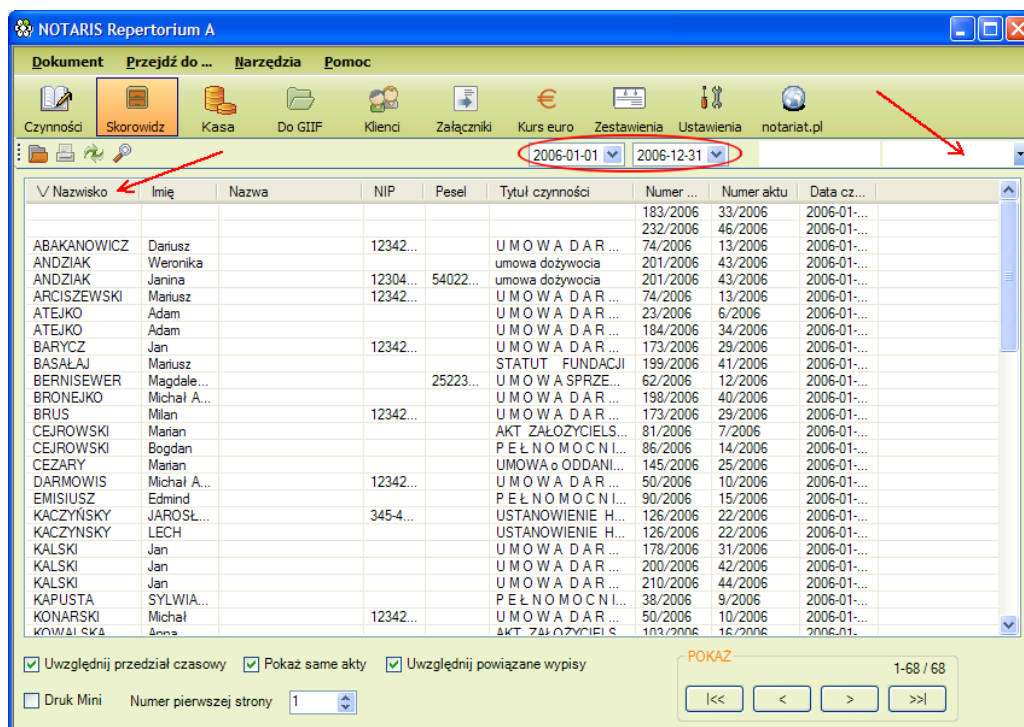 NOTARIS Repertorium A
Dokument Przejdź do ... Narzędzia Pomoc
Czynności Skorowidz Kasa Do GIIF Klienci Załączniki Kurs euro Zestawienia Ustawienia notariat.pl
2006-01-01 2006-12-31
Nazwisko Imię Nazwa NIP Pesel Tytuł czynności Numer ... Numer aktu Data cz...
183/2006 33/2006 2006-01-...
232/2006 46/2006 2006-01-...
ABAKANOWICZ Dariusz 12342... U M O W A D A R ... 74/2006 13/2006 2006-01-...
ANDZIAK Weronika umowa dożywocia 201/2006 43/2006 2006-01-...
ANDZIAK Janina 12304... 54022... umowa dożywocia 201/2006 43/2006 2006-01-...
ARCISZEWSKI Mariusz 12342... U M O W A D A R ... 74/2006 13/2006 2006-01-...
ATEJKO Adam U M O W A D A R ... 23/2006 6/2006 2006-01-...
ATEJKO Adam U M O W A D A R ... 184/2006 34/2006 2006-01-...
BARYCZ Jan 12342... U M O W A D A R ... 173/2006 29/2006 2006-01-...
BASAŁAJ Mariusz STATUT FUNDACJI 199/2006 41/2006 2006-01-...
BERNISEWER Magdale... 25223... U M O W A SPRZE... 62/2006 12/2006 2006-01-...
BRONEJKO Michał A... U M O W A D A R ... 198/2006 40/2006 2006-01-...
BRUS Milan 12342... U M O W A D A R ... 173/2006 29/2006 2006-01-...
CEJROWSKI Marian AKT ZAŁOŻYCIELS... 81/2006 7/2006 2006-01-...
CEJROWSKI Bogdan P E Ł N O M O C N I... 86/2006 14/2006 2006-01-...
CEZARY Marian UMOWA o ODDANI... 145/2006 25/2006 2006-01-...
DARMOWIS Michał A... 12342... U M O W A D A R ... 50/2006 10/2006 2006-01-...
EMISIUSZ Edmind P E Ł N O M O C N I... 90/2006 15/2006 2006-01-...
KACZYŃSKY JAROSŁ... 345-4... USTANOWIENIE H... 126/2006 22/2006 2006-01-...
KACZYNSKY LECH USTANOWIENIE H... 126/2006 22/2006 2006-01-...
KALSKI Jan U M O W A D A R ... 178/2006 31/2006 2006-01-...
KALSKI Jan U M O W A D A R ... 200/2006 42/2006 2006-01-...
KALSKI Jan U M O W A D A R ... 210/2006 44/2006 2006-01-...
KAPUSTA SYLWIA... P E Ł N O M O C N I... 38/2006 9/2006 2006-01-...
KONARSKI Michał 12342... U M O W A D A R ... 50/2006 10/2006 2006-01-...
KOWALSKA Anna AKT ZAŁOŻYCIELS... 103/2006 16/2006 2006-01-...
Uwzględnij przedział czasowy Pokaż same akty Uwzględnij powiązane wypisy POKAŻ 1-68 / 68
Druk Mini Numer pierwszej strony 1 |<< < > >>|